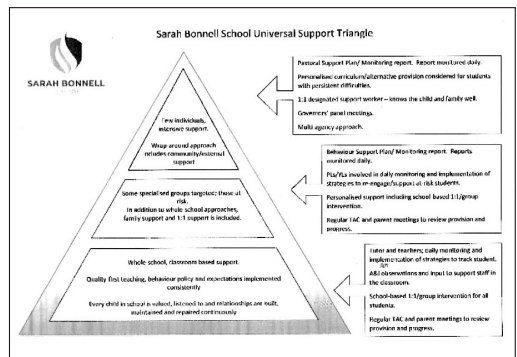 Sarah Bonnell School Universal Support Triangle
SARAH BONNELL
Pastoral Support Plan/ Monitoring report. Report monitored daily.
Personalised curriculum/alternative provision considered for students
with persistent difficulties.
1:1 designated support worker – knows the child and family well.
Governors' panel meetings.
Multi agency approach.
Few individuals,
intensive support.
Wrap around approach
includes community/external
support
Behaviour Support Plan/ Monitoring report. Reports
monitored daily.
PLs/YLs involved in daily monitoring and implementation of
strategies to re-engage/support at risk students.
Personalised support including school based 1:1/group
intervention.
Regular TAC and parent meetings to review provision and
progress.
Some specialised groups targeted; those at
risk.
In addition to whole school approaches,
family support and 1:1 support is included.
Whole school, classroom based support.
Quality first teaching, behaviour policy and expectations implemented
consistently
Every child in school is valued, listened to and relationships are built,
maintained and repaired continuously
Tutor and teachers; daily monitoring and
implementation of strategies to track student.
A&I observations and input to support staff in
the classroom.
School-based 1:1/group intervention for all
students.
Regular TAC and parent meetings to review
provision and progress.